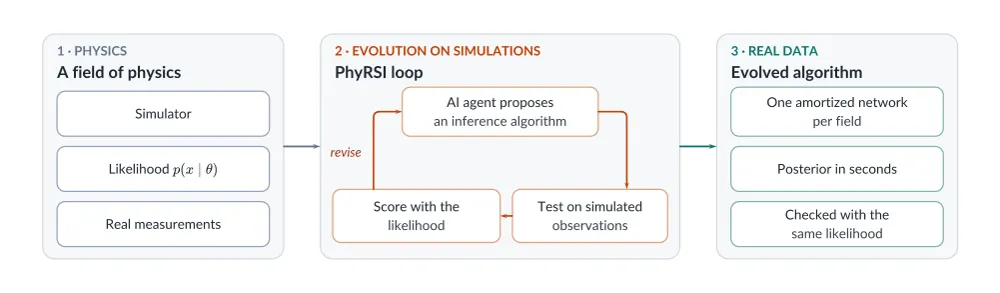 1 · PHYSICS
A field of physics
Simulator
Likelihood p(x | θ)
Real measurements
2 · EVOLUTION ON SIMULATIONS
PhyRSI loop
AI agent proposes
an inference algorithm
revise
Score with the
likelihood
Test on simulated
observations
3 · REAL DATA
Evolved algorithm
One amortized network
per field
Posterior in seconds
Checked with the
same likelihood